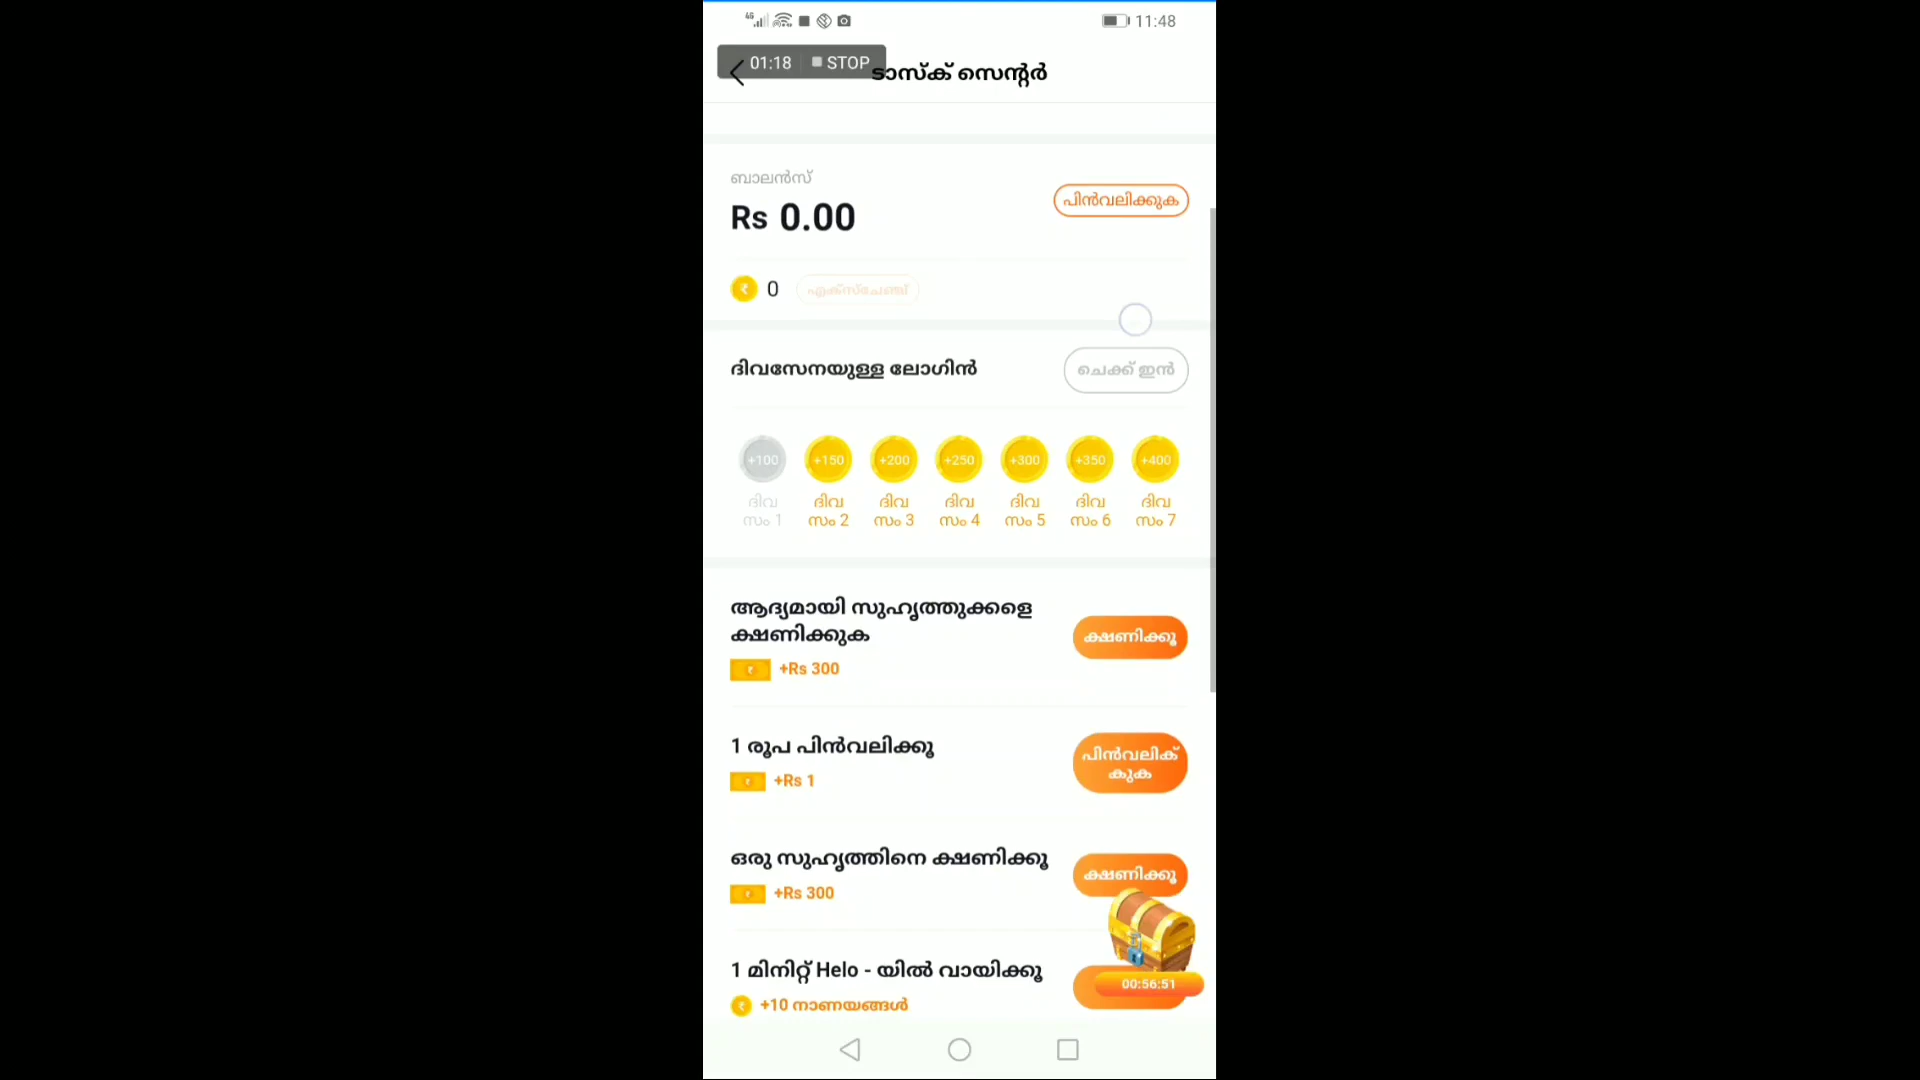 4G
11:48
01:18 STOP
ടാസ്ക് സെന്റർ
ബാലൻസ്
Rs 0.00
പിൻവലിക്കുക
0 എക്സ്ചേഞ്ച്
ദിവസേനയുള്ള ലോഗിൻ
ചെക്ക് ഇൻ
+100 +150 +200 +250 +300 +350 +400
ദിവ ദിവ ദിവ ദിവ ദിവ ദിവ ദിവ
സം 1 സം 2 സം 3 സം 4 സം 5 സം 6 സം 7
ആദ്യമായി സുഹൃത്തുക്കളെ
ക്ഷണിക്കുക
ക്ഷണിക്കൂ
+Rs 300
1 രൂപ പിൻവലിക്കൂ
പിൻവലിക്
കുക
+Rs 1
ഒരു സുഹൃത്തിനെ ക്ഷണിക്കൂ
ക്ഷണിക്കൂ
+Rs 300
1 മിനിറ്റ് Helo - യിൽ വായിക്കൂ
00:56:51
+10 നാണയങ്ങൾ